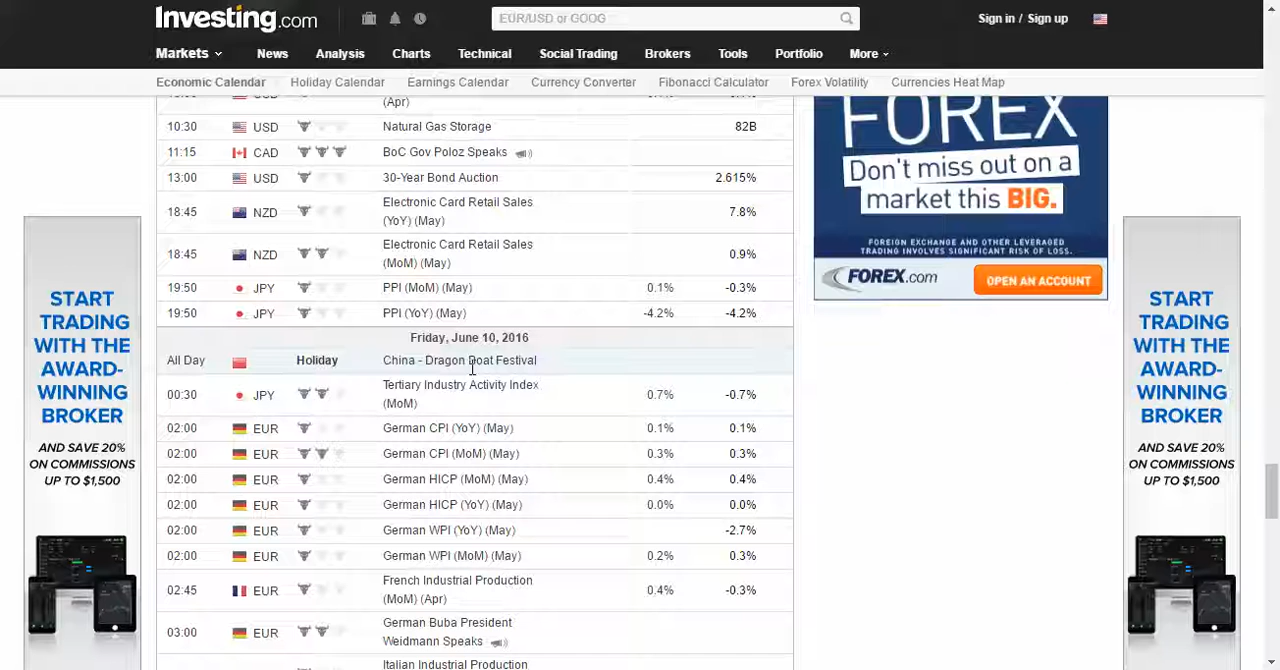 Investing.com
EUR/USD or GOOG
Sign in / Sign up
Markets News Analysis Charts Technical Social Trading Brokers Tools Portfolio More
Economic Calendar Holiday Calendar Earnings Calendar Currency Converter Fibonacci Calculator Forex Volatility Currencies Heat Map
(Apr)
10:30 USD Natural Gas Storage 82B
11:15 CAD BoC Gov Poloz Speaks
13:00 USD 30-Year Bond Auction 2.615%
18:45 NZD Electronic Card Retail Sales
(YoY) (May) 7.8%
18:45 NZD Electronic Card Retail Sales
(MoM) (May) 0.9%
19:50 JPY PPI (MoM) (May) 0.1% -0.3%
19:50 JPY PPI (YoY) (May) -4.2% -4.2%
Friday, June 10, 2016
All Day Holiday China - Dragon Boat Festival
00:30 JPY Tertiary Industry Activity Index
(MoM) 0.7% -0.7%
02:00 EUR German CPI (YoY) (May) 0.1% 0.1%
02:00 EUR German CPI (MoM) (May) 0.3% 0.3%
02:00 EUR German HICP (MoM) (May) 0.4% 0.4%
02:00 EUR German HICP (YoY) (May) 0.0% 0.0%
02:00 EUR German WPI (YoY) (May) -2.7%
02:00 EUR German WPI (MoM) (May) 0.2% 0.3%
02:45 EUR French Industrial Production
(MoM) (Apr) 0.4% -0.3%
03:00 EUR German Buba President
Weidmann Speaks
Italian Industrial Production
FOREX
Don't miss out on a
market this BIG.
FOREIGN EXCHANGE AND OTHER LEVERAGED
TRADING INVOLVES SIGNIFICANT RISK OF LOSS.
FOREX.com
OPEN AN ACCOUNT
START
TRADING
WITH THE
AWARD-
WINNING
BROKER
AND SAVE 20%
ON COMMISSIONS
UP TO $1,500
START
TRADING
WITH THE
AWARD-
WINNING
BROKER
AND SAVE 20%
ON COMMISSIONS
UP TO $1,500